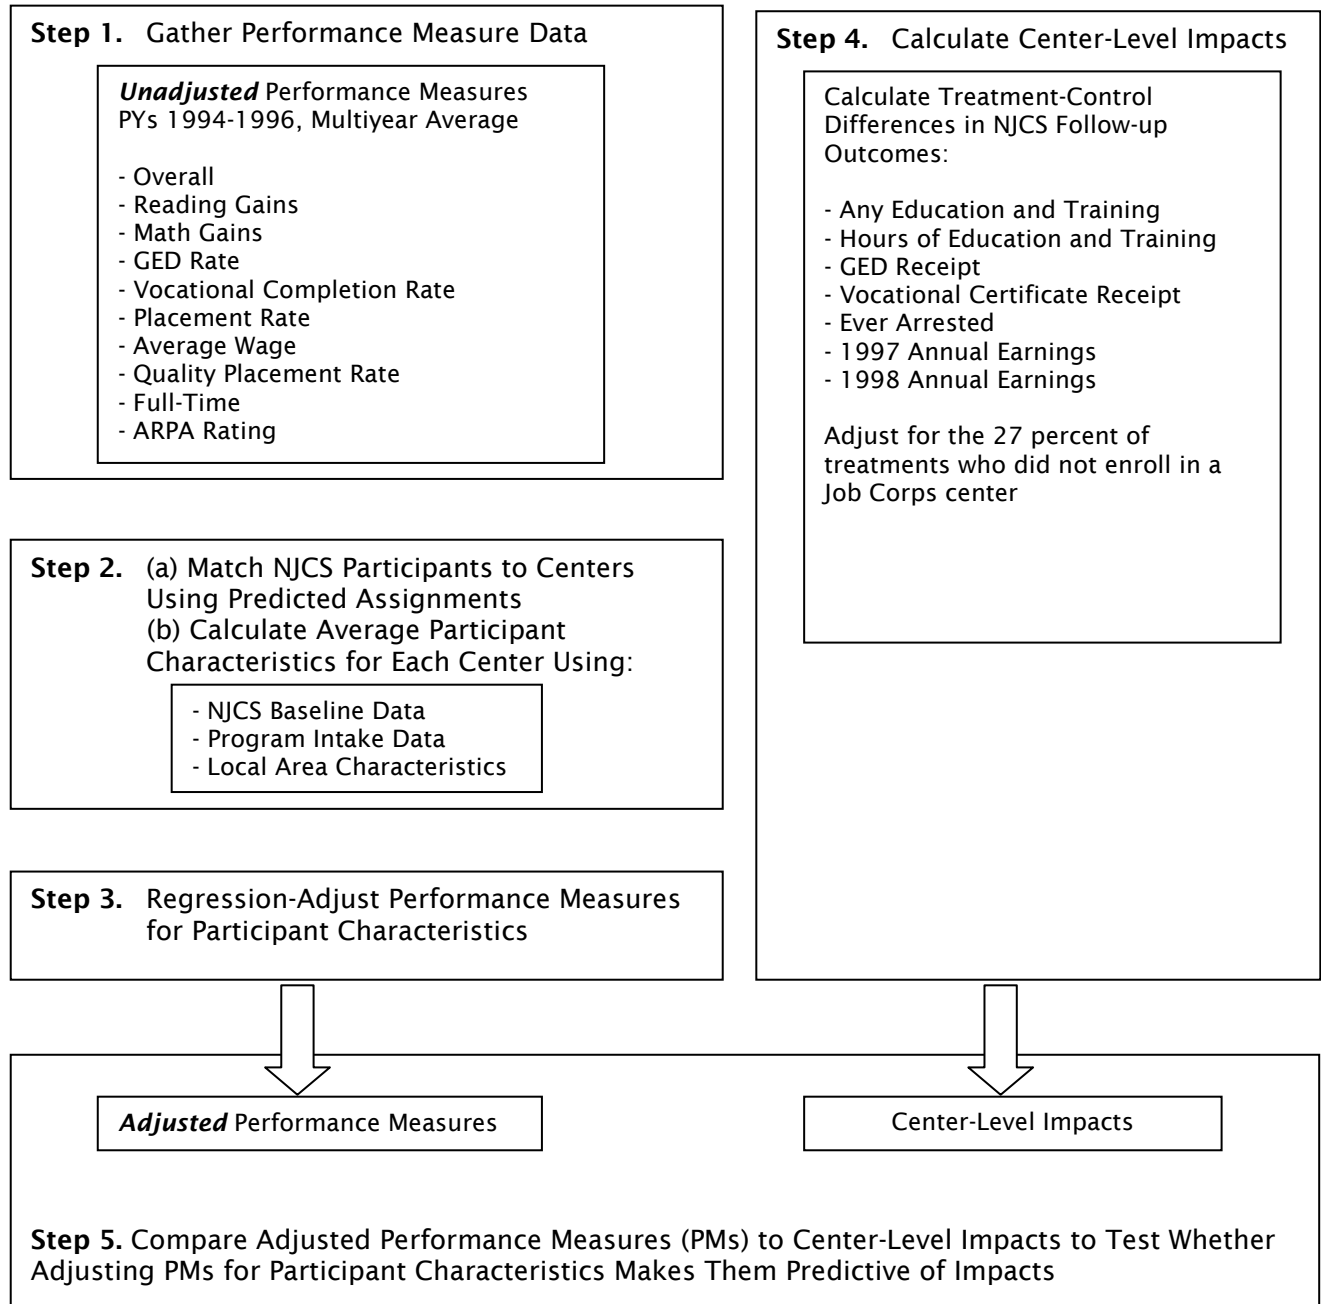 Step 1. Gather Performance Measure Data
Unadjusted Performance Measures
PYs 1994-1996, Multiyear Average
- Overall
- Reading Gains
- Math Gains
- GED Rate
- Vocational Completion Rate
- Placement Rate
- Average Wage
- Quality Placement Rate
- Full-Time
- ARPA Rating
Step 2. (a) Match NJCS Participants to Centers
Using Predicted Assignments
(b) Calculate Average Participant
Characteristics for Each Center Using:
- NJCS Baseline Data
- Program Intake Data
- Local Area Characteristics
Step 3. Regression-Adjust Performance Measures
for Participant Characteristics
Step 4. Calculate Center-Level Impacts
Calculate Treatment-Control
Differences in NJCS Follow-up
Outcomes:
- Any Education and Training
- Hours of Education and Training
- GED Receipt
- Vocational Certificate Receipt
- Ever Arrested
- 1997 Annual Earnings
- 1998 Annual Earnings
Adjust for the 27 percent of
treatments who did not enroll in a
Job Corps center
Adjusted Performance Measures
Center-Level Impacts
Step 5. Compare Adjusted Performance Measures (PMs) to Center-Level Impacts to Test Whether
Adjusting PMs for Participant Characteristics Makes Them Predictive of Impacts